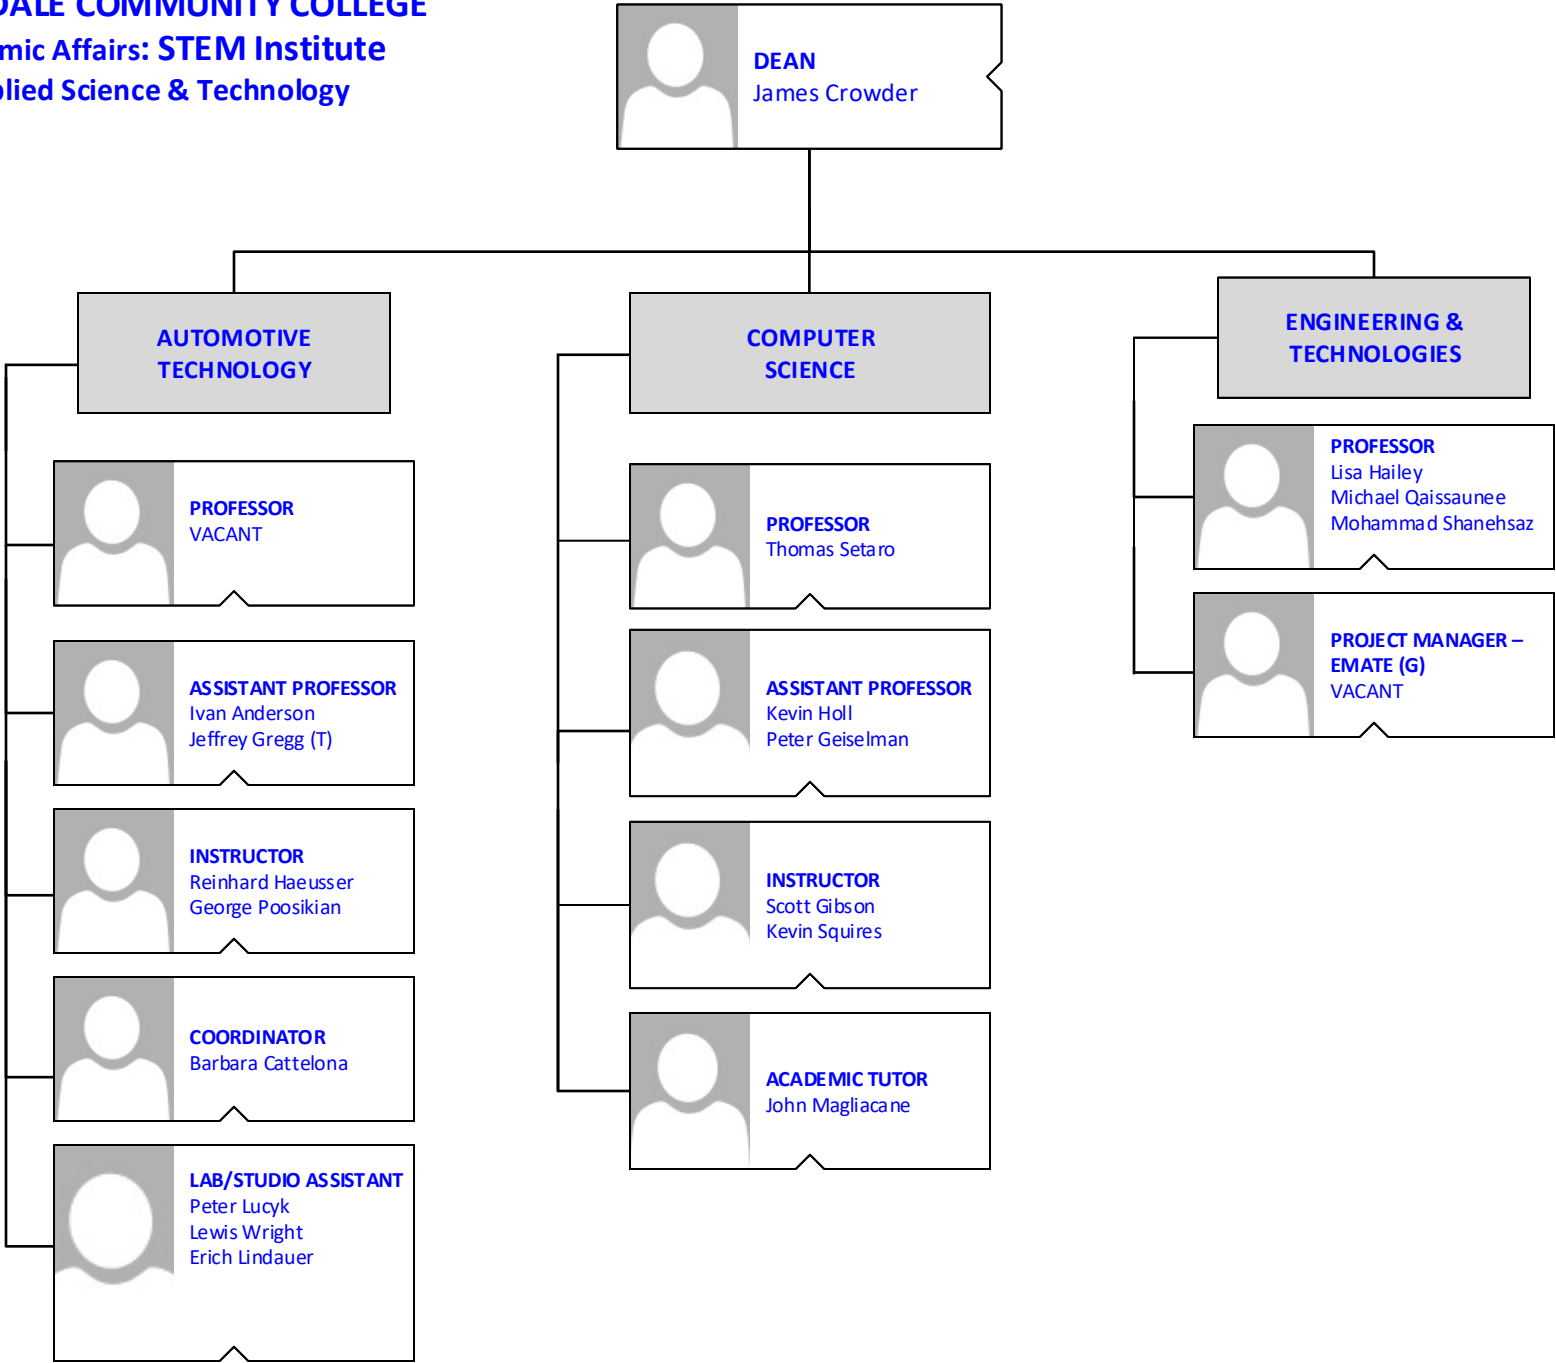 COMMUNITY COLLEGE
Affairs: STEM Institute
Science & Technology
DEAN
James Crowder
AUTOMOTIVE
TECHNOLOGY
PROFESSOR
VACANT
ASSISTANT PROFESSOR
Ivan Anderson
Jeffrey Gregg (T)
INSTRUCTOR
Reinhard Haeusser
George Poosikian
COORDINATOR
Barbara Cattelona
LAB/STUDIO ASSISTANT
Peter Lucyk
Lewis Wright
Erich Lindauer
COMPUTER
SCIENCE
PROFESSOR
Thomas Setaro
ASSISTANT PROFESSOR
Kevin Holl
Peter Geiselman
INSTRUCTOR
Scott Gibson
Kevin Squires
ACADEMIC TUTOR
John Magliacane
ENGINEERING &
TECHNOLOGIES
PROFESSOR
Lisa Hailey
Michael Qaissaunee
Mohammad Shanehsaz
PROJECT MANAGER –
EMATE (G)
VACANT